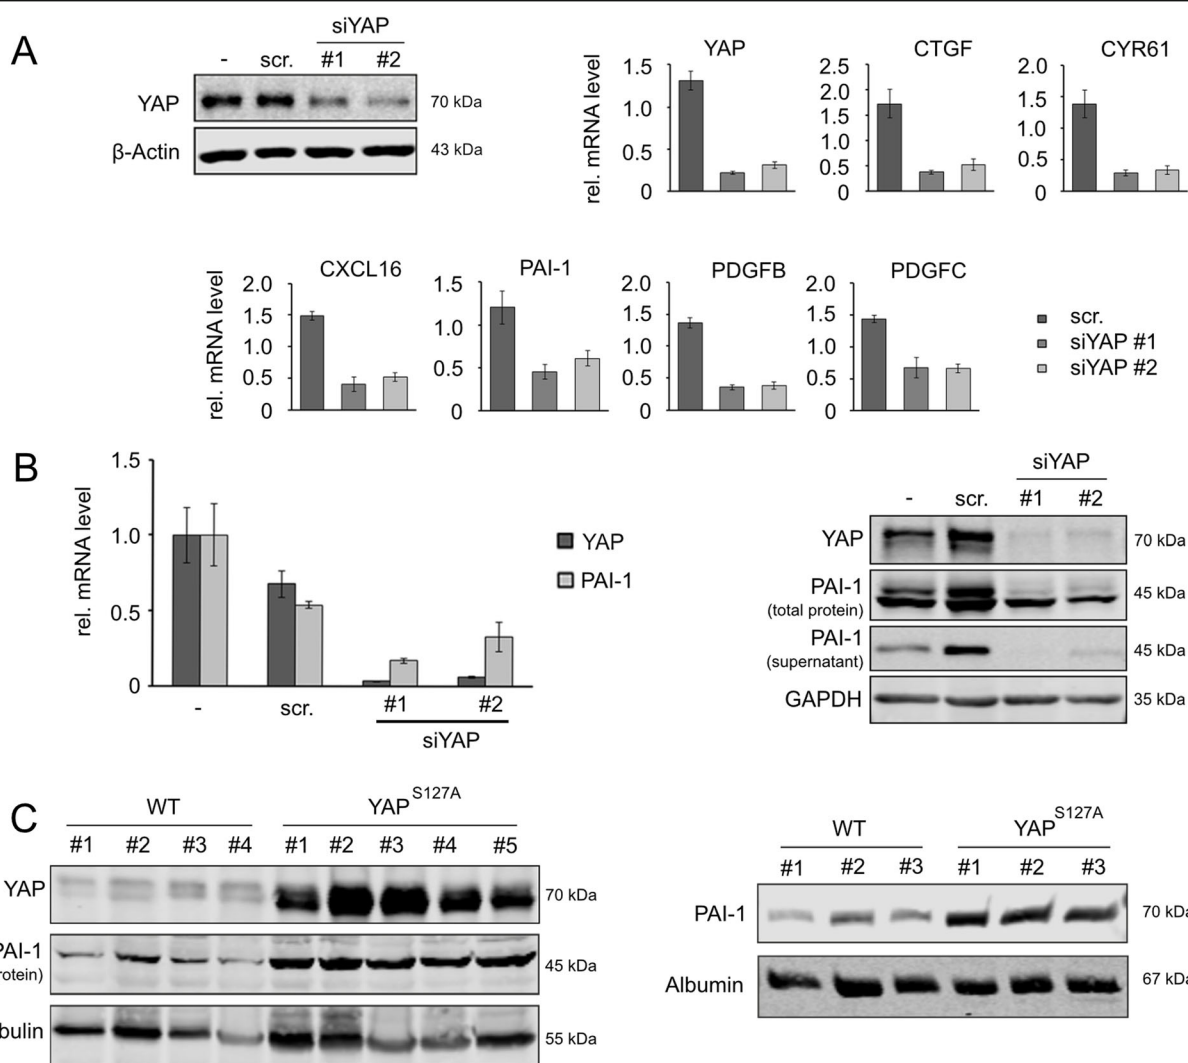 A
siYAP
- scr. #1 #2
YAP 70 kDa
β-Actin 43 kDa
YAP
rel. mRNA level
1.5
1.0
0.5
0
CTGF
2.5
2.0
1.5
1.0
0.5
0
CYR61
2.0
1.5
1.0
0.5
0
CXCL16
rel. mRNA level
2.0
1.5
1.0
0.5
0
PAI-1
1.5
1.0
0.5
0
PDGFB
2.0
1.5
1.0
0.5
0
PDGFC
2.0
1.5
1.0
0.5
0
scr.
siYAP #1
siYAP #2
B
rel. mRNA level
1.5
1.0
0.5
0
- scr. #1 #2
siYAP
YAP
PAI-1
siYAP
- scr. #1 #2
YAP 70 kDa
PAI-1 45 kDa
(total protein)
PAI-1
(supernatant) 45 kDa
GAPDH 35 kDa
C
WT YAP S127A
#1 #2 #3 #4 #1 #2 #3 #4 #5
YAP 70 kDa
PAI-1 45 kDa
rotein)
bulin 55 kDa
WT YAP S127A
#1 #2 #3 #1 #2 #3
PAI-1 70 kDa
Albumin 67 kDa